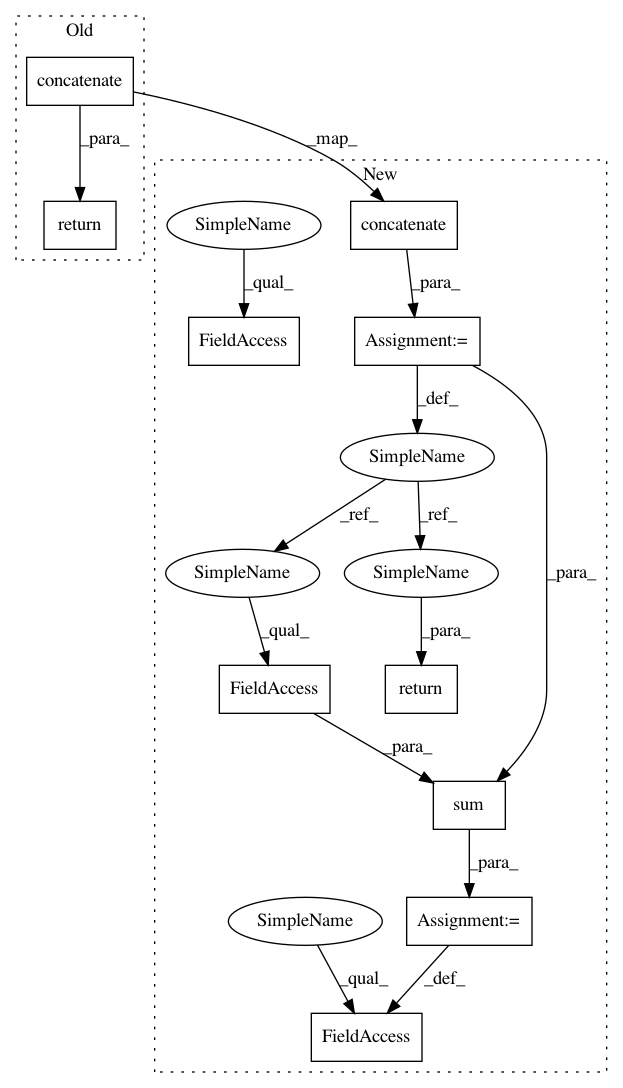 Old
concatenate
_para_
_map_
return
New
SimpleName
concatenate
_qual_
_para_
FieldAccess
Assignment:=
_def_
SimpleName
_ref_
_ref_
SimpleName
SimpleName
_para_
_qual_
_para_
FieldAccess
return
_para_
sum
_para_
SimpleName
Assignment:=
_qual_
_def_
FieldAccess